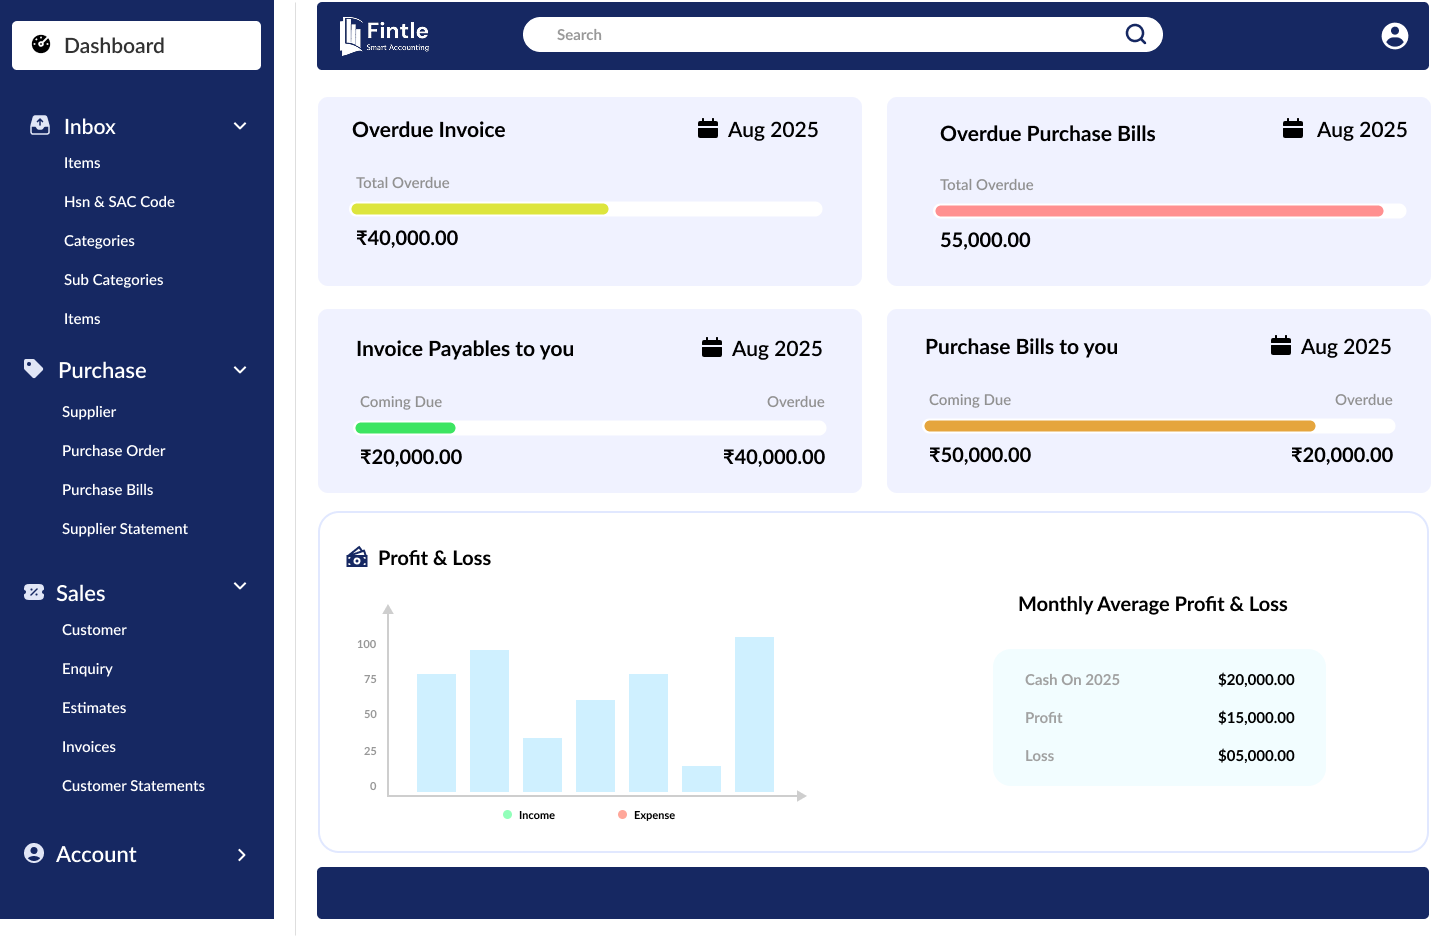 Dashboard
Inbox
Items
Hsn & SAC Code
Categories
Sub Categories
Items
Purchase
Supplier
Purchase Order
Purchase Bills
Supplier Statement
Sales
Customer
Enquiry
Estimates
Invoices
Customer Statements
Account
Fintle
Smart Accounting
Search
Overdue Invoice
Aug 2025
Total Overdue
₹40,000.00
Overdue Purchase Bills
Aug 2025
Total Overdue
55,000.00
Invoice Payables to you
Aug 2025
Coming Due
Overdue
₹20,000.00
₹40,000.00
Purchase Bills to you
Aug 2025
Coming Due
Overdue
₹50,000.00
₹20,000.00
Profit & Loss
100
75
50
25
0
Income
Expense
Monthly Average Profit & Loss
Cash On 2025 $20,000.00
Profit $15,000.00
Loss $05,000.00